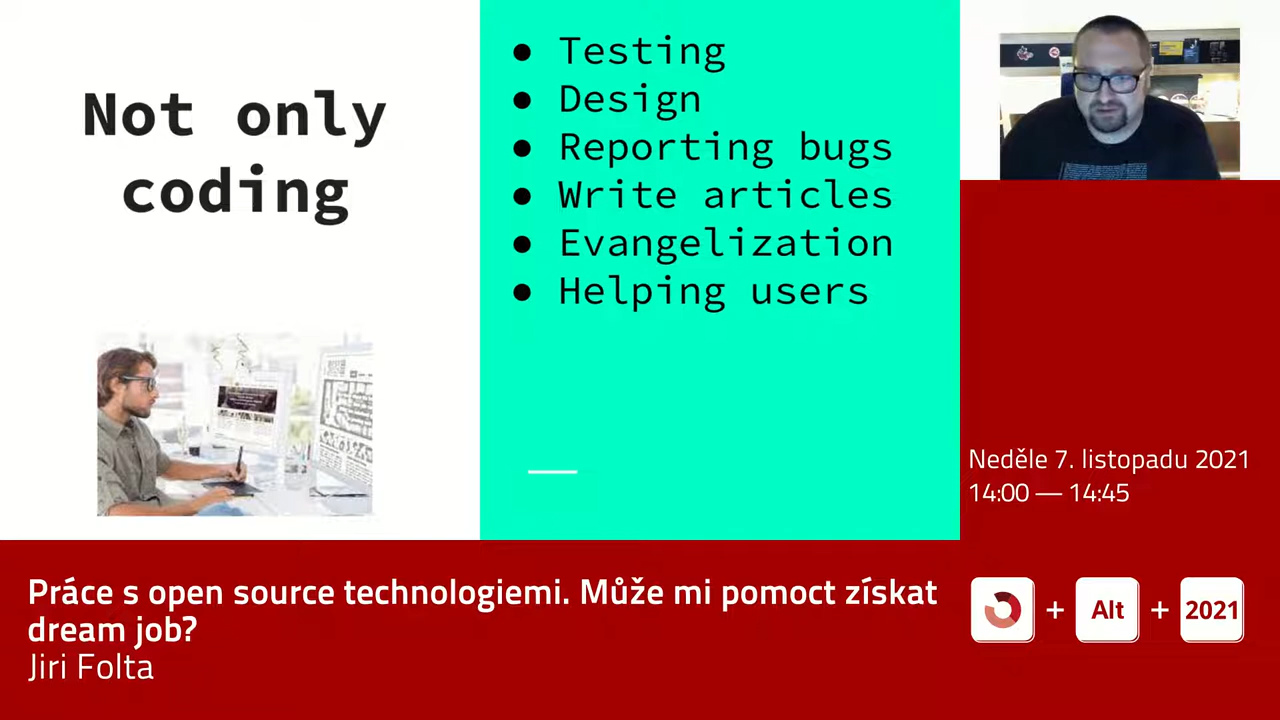 Not only
coding
● Testing
● Design
● Reporting bugs
● Write articles
● Evangelization
● Helping users
Neděle 7. listopadu 2021
14:00 — 14:45
Práce s open source technologiemi. Může mi pomoct získat
dream job?
Jiri Folta
+ Alt + 2021